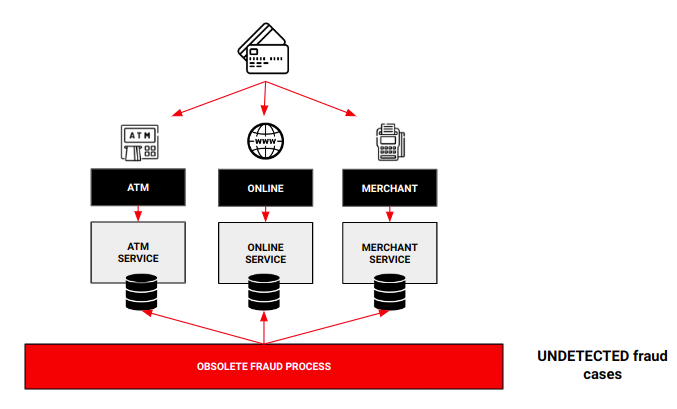 ATM
WWW
ATM
ONLINE
MERCHANT
ATM
SERVICE
ONLINE
SERVICE
MERCHANT
SERVICE
OBSOLETE FRAUD PROCESS
UNDETECTED fraud
cases